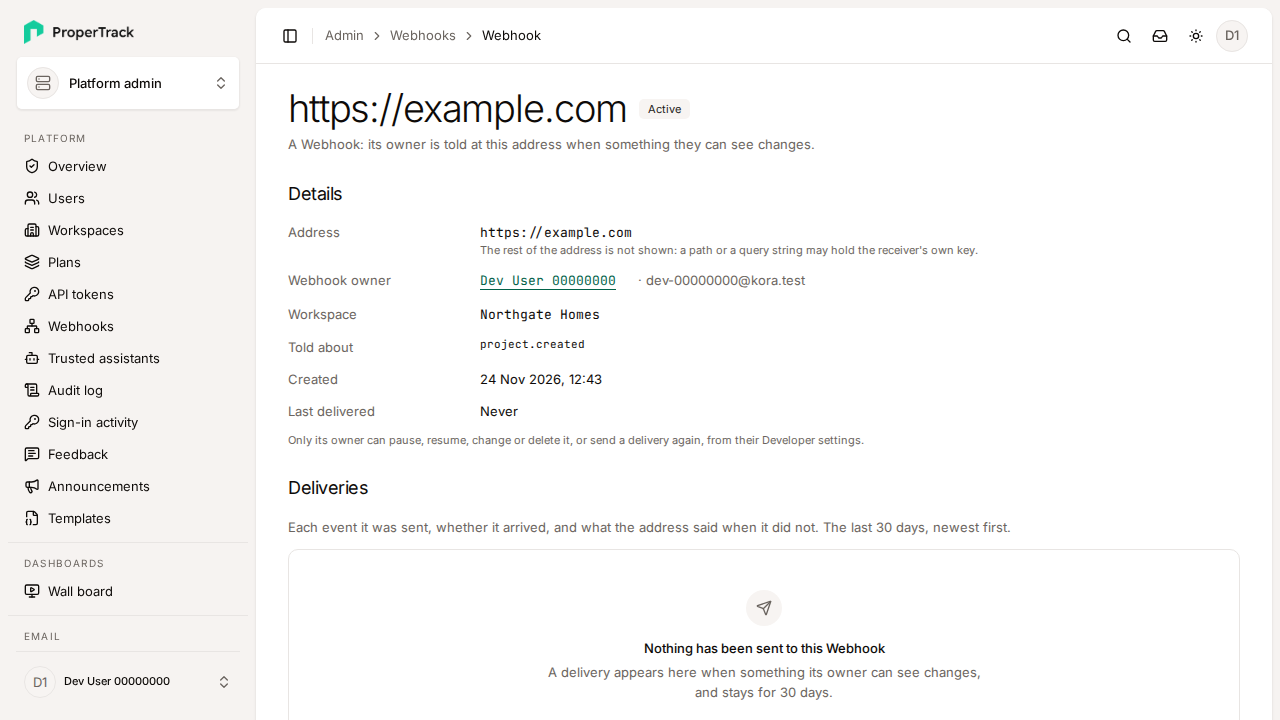 ProperTrack
Platform admin
PLATFORM
Overview
Users
Workspaces
Plans
API tokens
Webhooks
Trusted assistants
Audit log
Sign-in activity
Feedback
Announcements
Templates
DASHBOARDS
Wall board
EMAIL
D1 Dev User 00000000
Admin > Webhooks > Webhook
D1
https://example.com Active
A Webhook: its owner is told at this address when something they can see changes.
Details
Address https://example.com
The rest of the address is not shown: a path or a query string may hold the receiver's own key.
Webhook owner Dev User 00000000 · dev-00000000@kora.test
Workspace Northgate Homes
Told about project.created
Created 24 Nov 2026, 12:43
Last delivered Never
Only its owner can pause, resume, change or delete it, or send a delivery again, from their Developer settings.
Deliveries
Each event it was sent, whether it arrived, and what the address said when it did not. The last 30 days, newest first.
Nothing has been sent to this Webhook
A delivery appears here when something its owner can see changes,
and stays for 30 days.